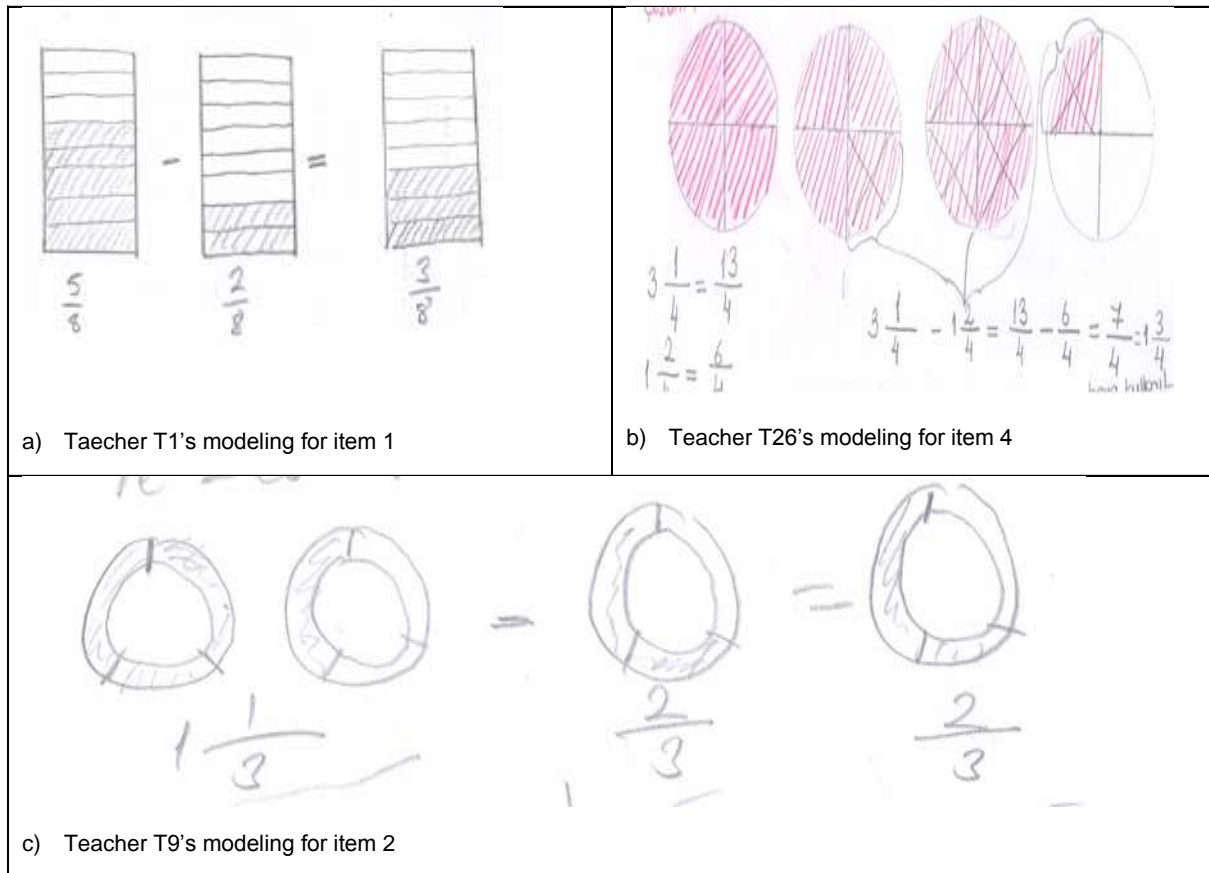 5/8 - 2/8 = 3/8
a) Taecher T1's modeling for item 1
3 1/4 = 13/4
1 2/4 = 6/4
3 1/4 - 1 2/4 = 13/4 - 6/4 = 7/4 = 1 3/4
b) Teacher T26's modeling for item 4
1 1/3 = 2/3 = 2/3
c) Teacher T9's modeling for item 2